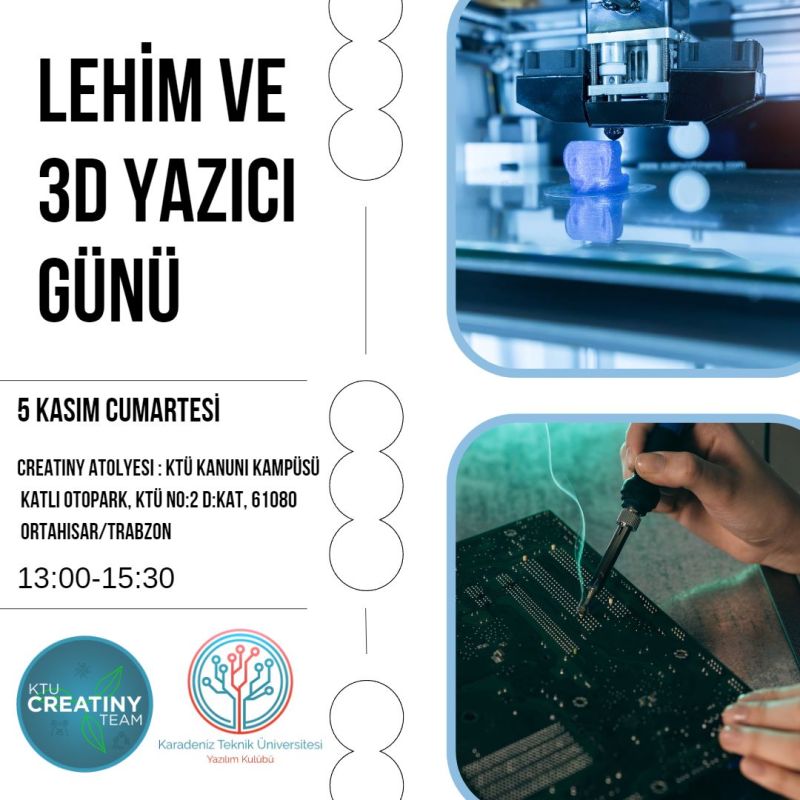 LEHİM VE
3D YAZICI
GÜNÜ
5 KASIM CUMARTESİ
CREATINY ATOLYESI : KTÜ KANUNI KAMPÜSÜ
KATLI OTOPARK, KTÜ NO:2 D:KAT, 61080
ORTAHISAR/TRABZON
13:00-15:30
KTU
CREATINY
TEAM
Karadeniz Teknik Üniversitesi
Yazılım Kulübü